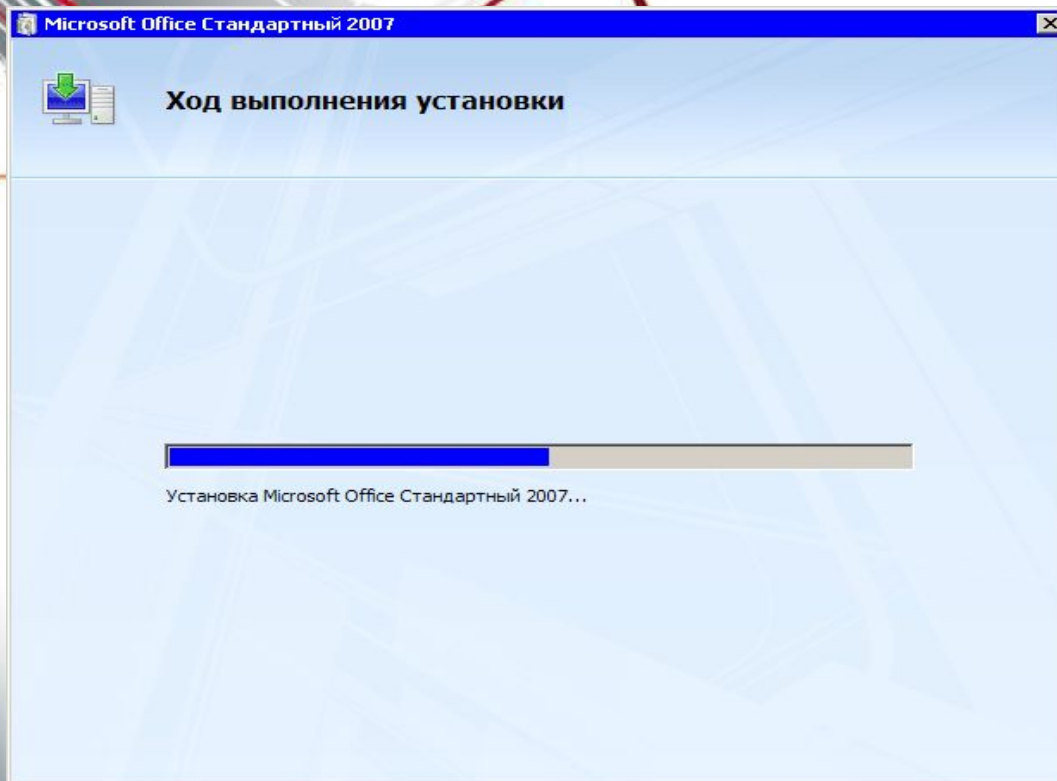 Microsoft Office Стандартный 2007
Ход выполнения установки
Установка Microsoft Office Стандартный 2007...